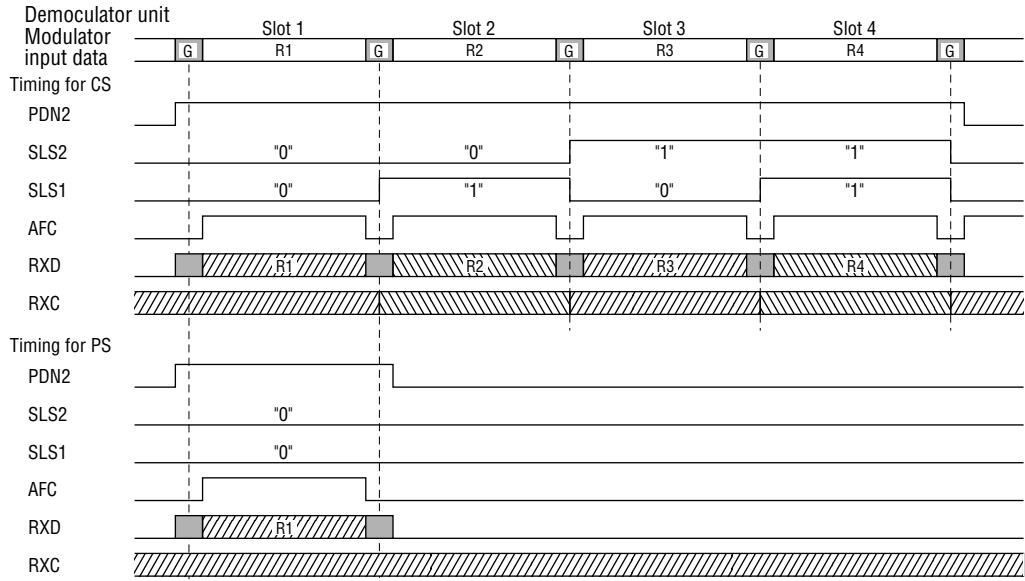 Democulator unit
Slot 1 Slot 2 Slot 3 Slot 4
Modulator
input data G R1 G R2 G R3 G R4 G
Timing for CS
PDN2
SLS2 "0" "0" "1" "1"
SLS1 "0" "1" "0" "1"
AFC
RXD R1 R2 R3 R4
RXC
Timing for PS
PDN2
SLS2 "0"
SLS1 "0"
AFC
RXD R1
RXC